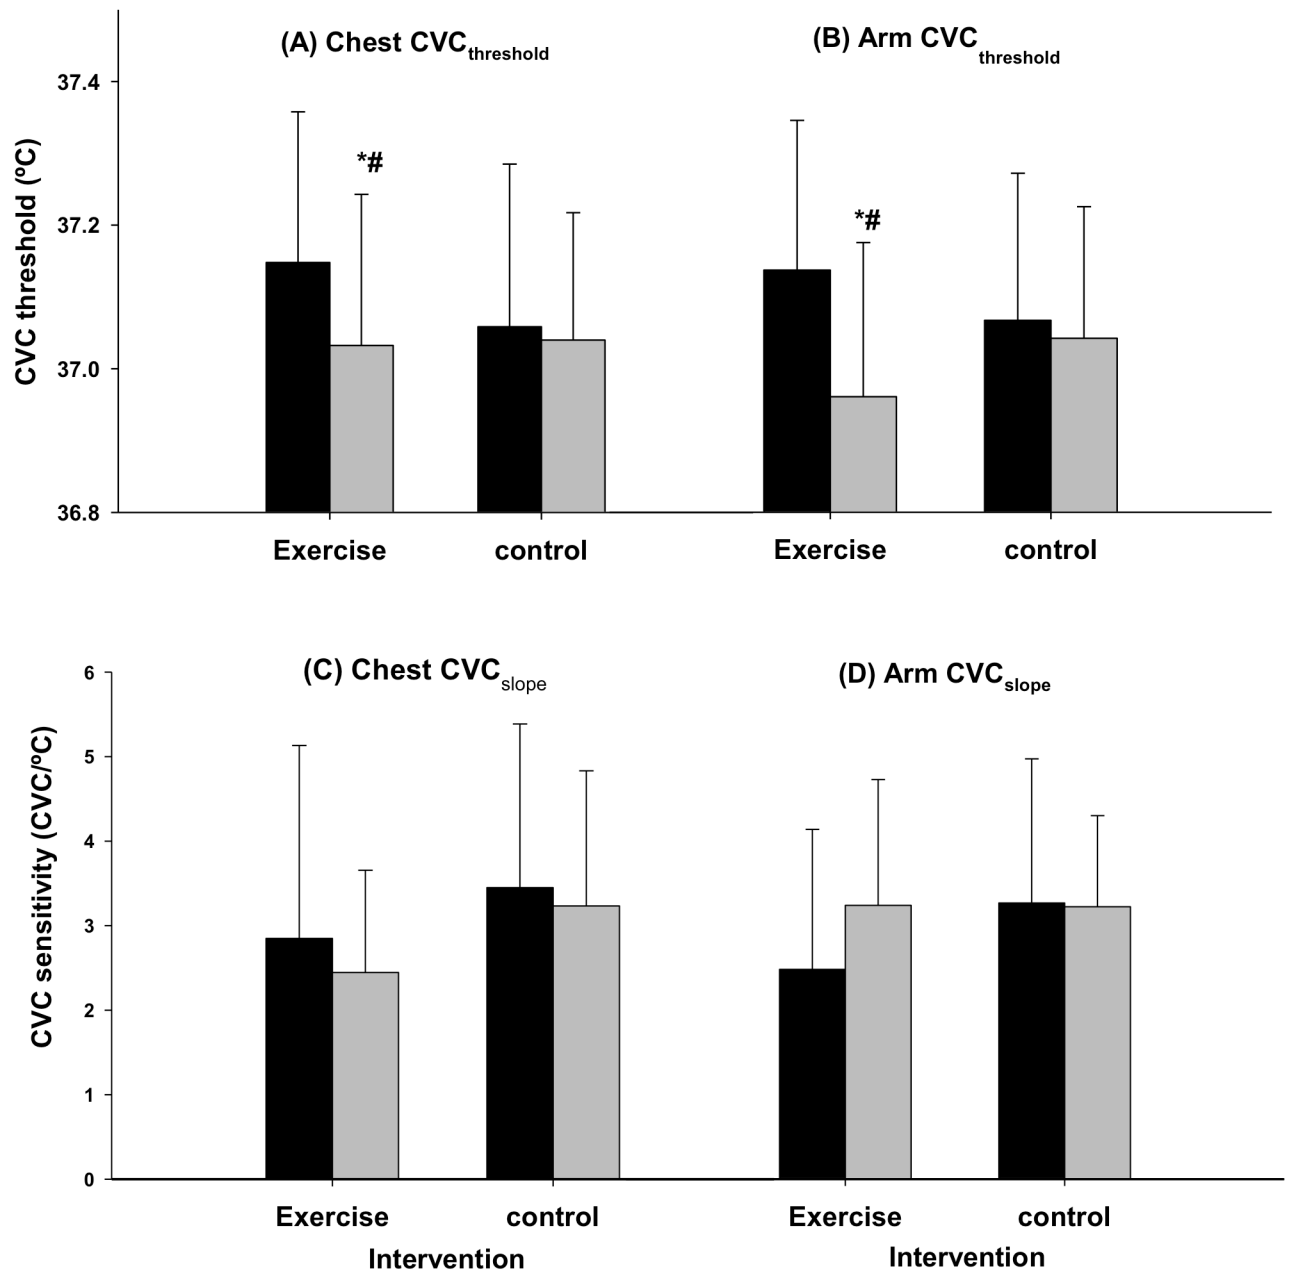 (A) Chest CVCthreshold
(B) Arm CVCthreshold
CVC threshold (ºC)
37.4
37.2
37.0
36.8
*#
*#
Exercise
control
Exercise
control
(C) Chest CVCslope
(D) Arm CVCslope
CVC sensitivity (CVC/ºC)
6
5
4
3
2
1
0
Exercise
control
Exercise
control
Intervention
Intervention